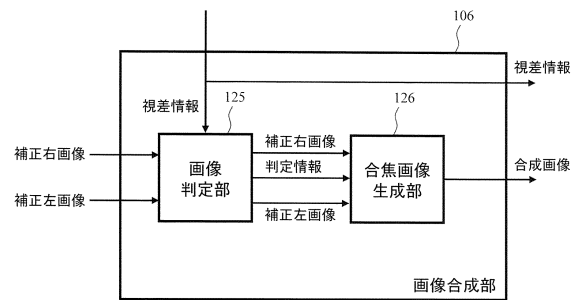 106
視差情報
視差情報
125
126
補正右画像
画像
判定部
補正右画像
判定情報
合焦画像
生成部
合成画像
補正左画像
補正左画像
画像合成部